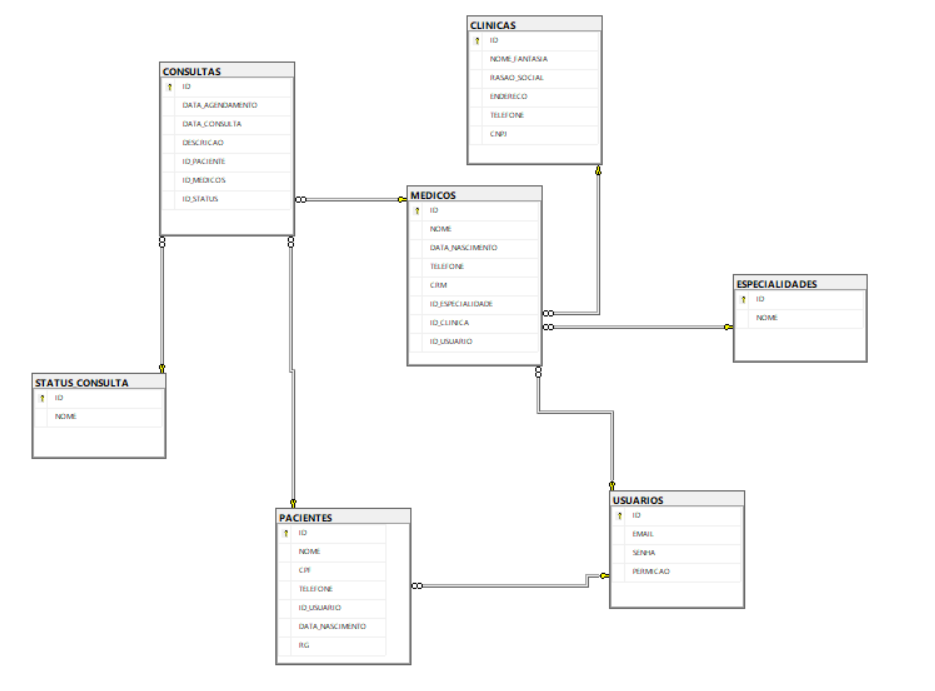 CLINICAS
ID
NOME_FANTASIA
RASAO_SOCIAL
ENDERECO
TELEFONE
CNPJ
CONSULTAS
ID
DATA_AGENDAMENTO
DATA_CONSULTA
DESCRICAO
ID_PACIENTE
ID_MEDICOS
ID_STATUS
MEDICOS
ID
NOME
DATA_NASCIMENTO
TELEFONE
CRM
ID_ESPECIALIDADE
ID_CLINICA
ID_USUARIO
ESPECIALIDADES
ID
NOME
STATUS_CONSULTA
ID
NOME
PACIENTES
ID
NOME
CPF
TELEFONE
ID_USUARIO
DATA_NASCIMENTO
RG
USUARIOS
ID
EMAIL
SENHA
PERMICAO